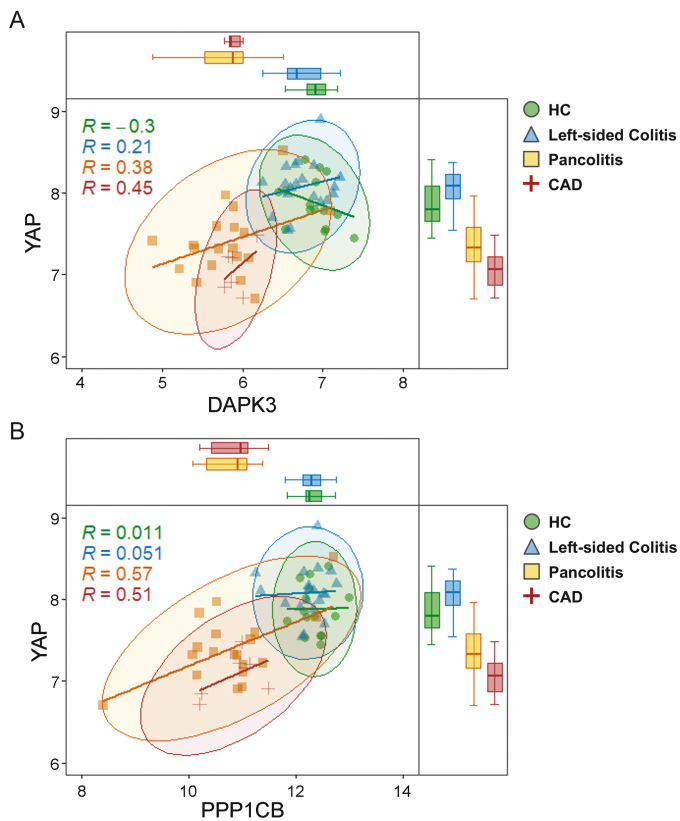 A
R = −0.3
R = 0.21
R = 0.38
R = 0.45
9
8
7
6
YAP
4 5 6 7 8
DAPK3
HC
Left-sided Colitis
Pancolitis
CAD
B
R = 0.011
R = 0.051
R = 0.57
R = 0.51
9
8
7
6
YAP
8 10 12 14
PPP1CB
HC
Left-sided Colitis
Pancolitis
CAD